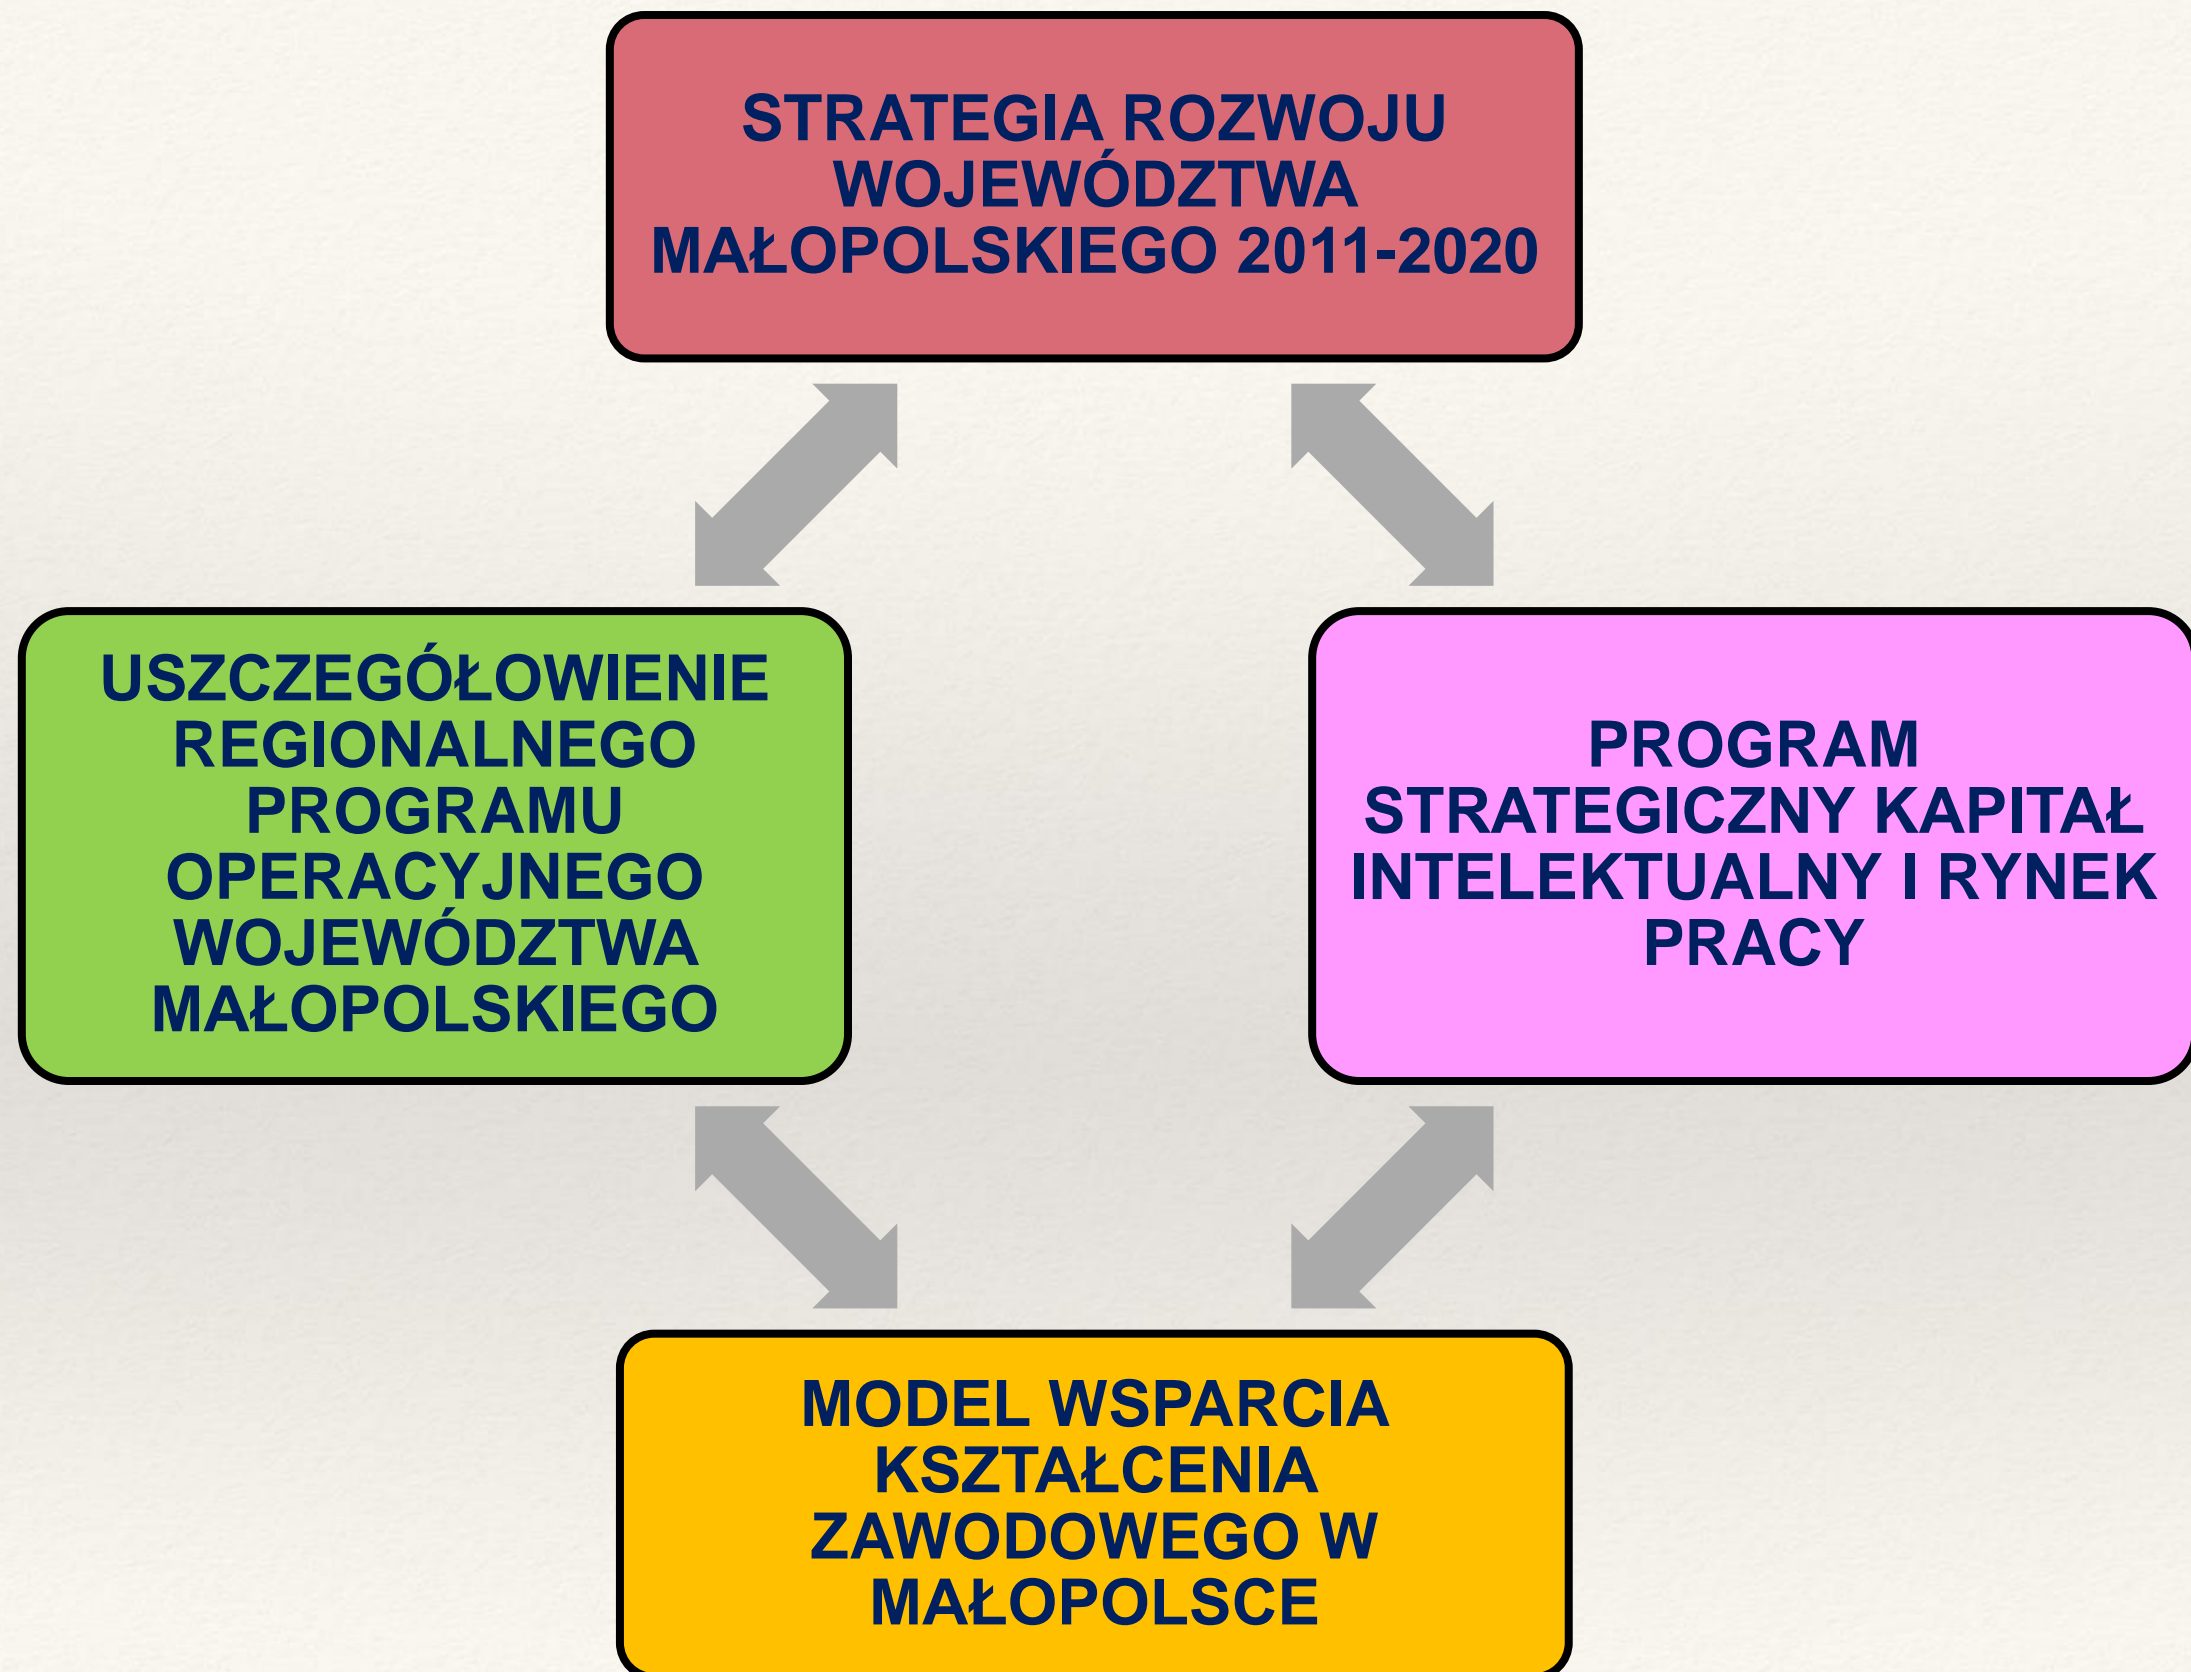 STRATEGIA ROZWOJU
WOJEWÓDZTWA
MAŁOPOLSKIEGO 2011-2020
USZCZEGÓŁOWIENIE
REGIONALNEGO
PROGRAMU
OPERACYJNEGO
WOJEWÓDZTWA
MAŁOPOLSKIEGO
PROGRAM
STRATEGICZNY KAPITAŁ
INTELEKTUALNY I RYNEK
PRACY
MODEL WSPARCIA
KSZTAŁCENIA
ZAWODOWEGO W
MAŁOPOLSCE